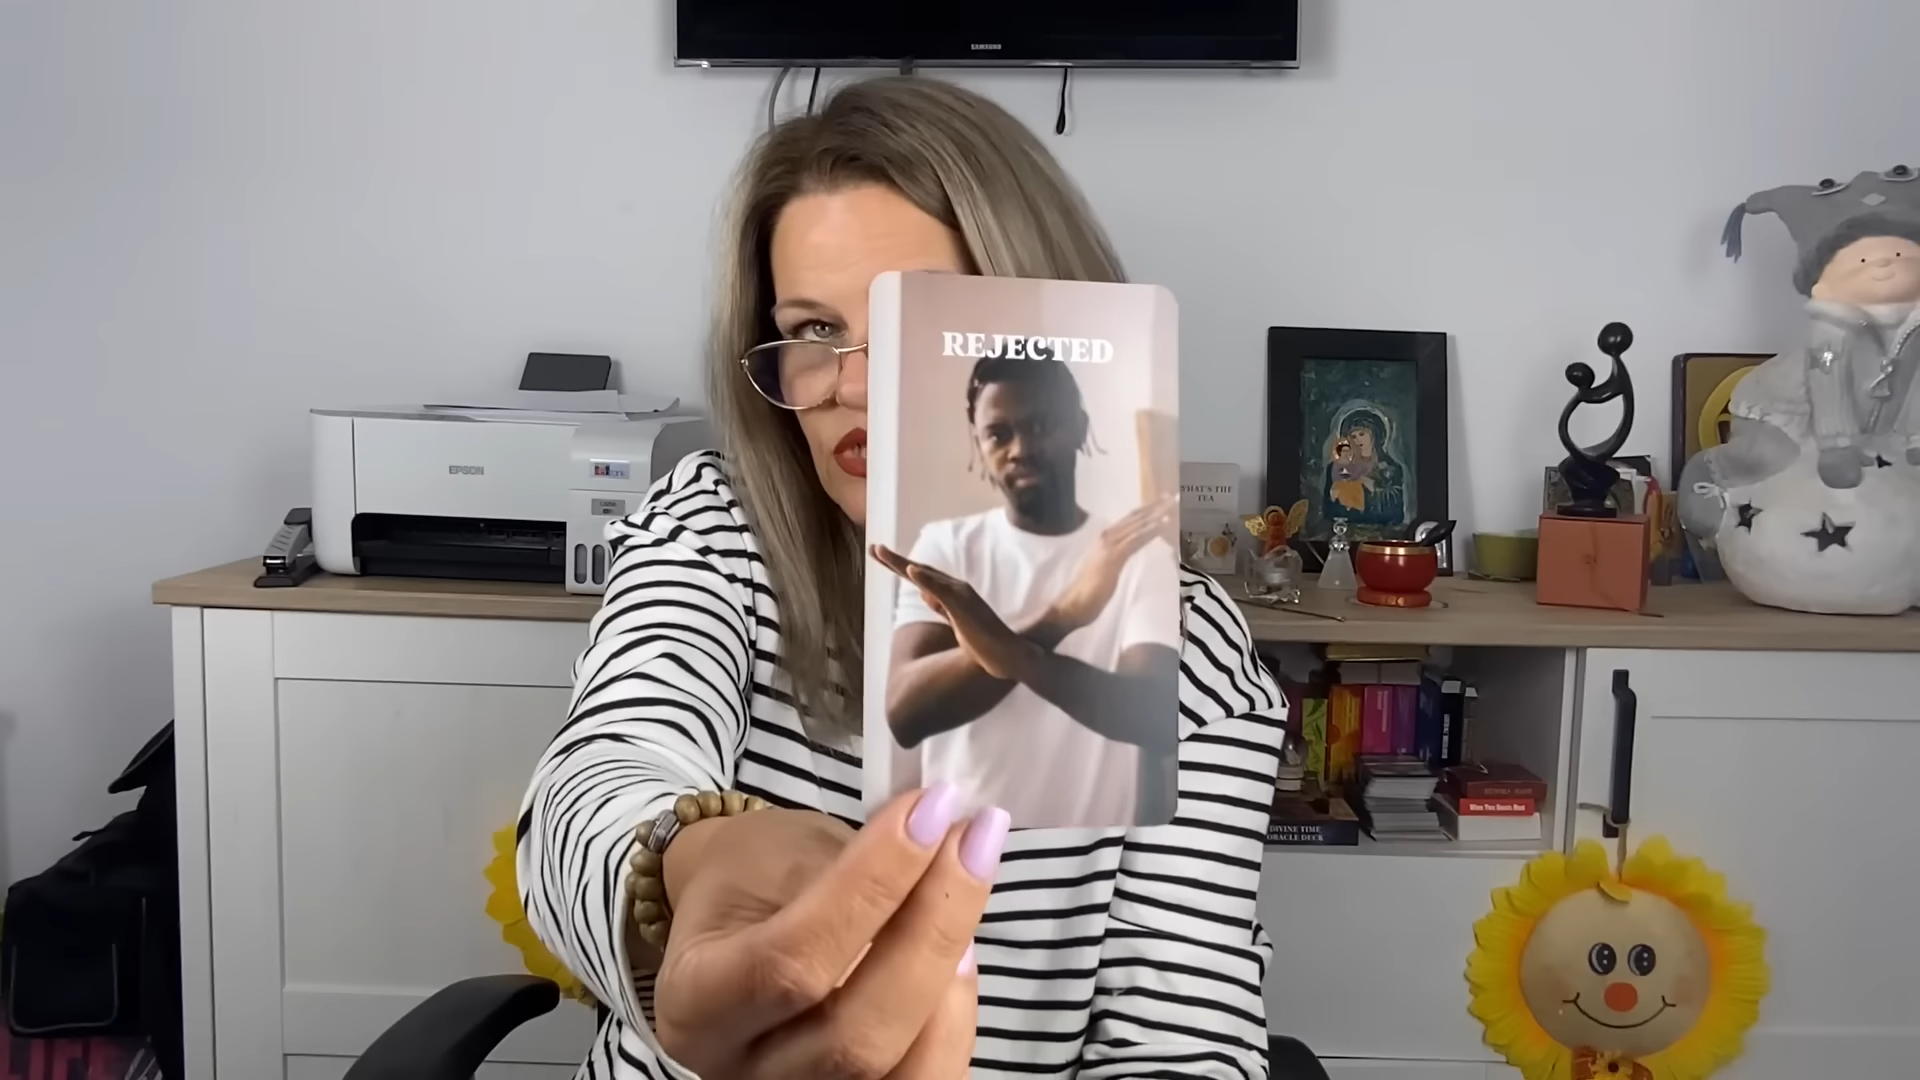 SAMSUNG
REJECTED
EPSON
WHAT'S THE
TEA
DIVINE TIME
ORACLE DECK